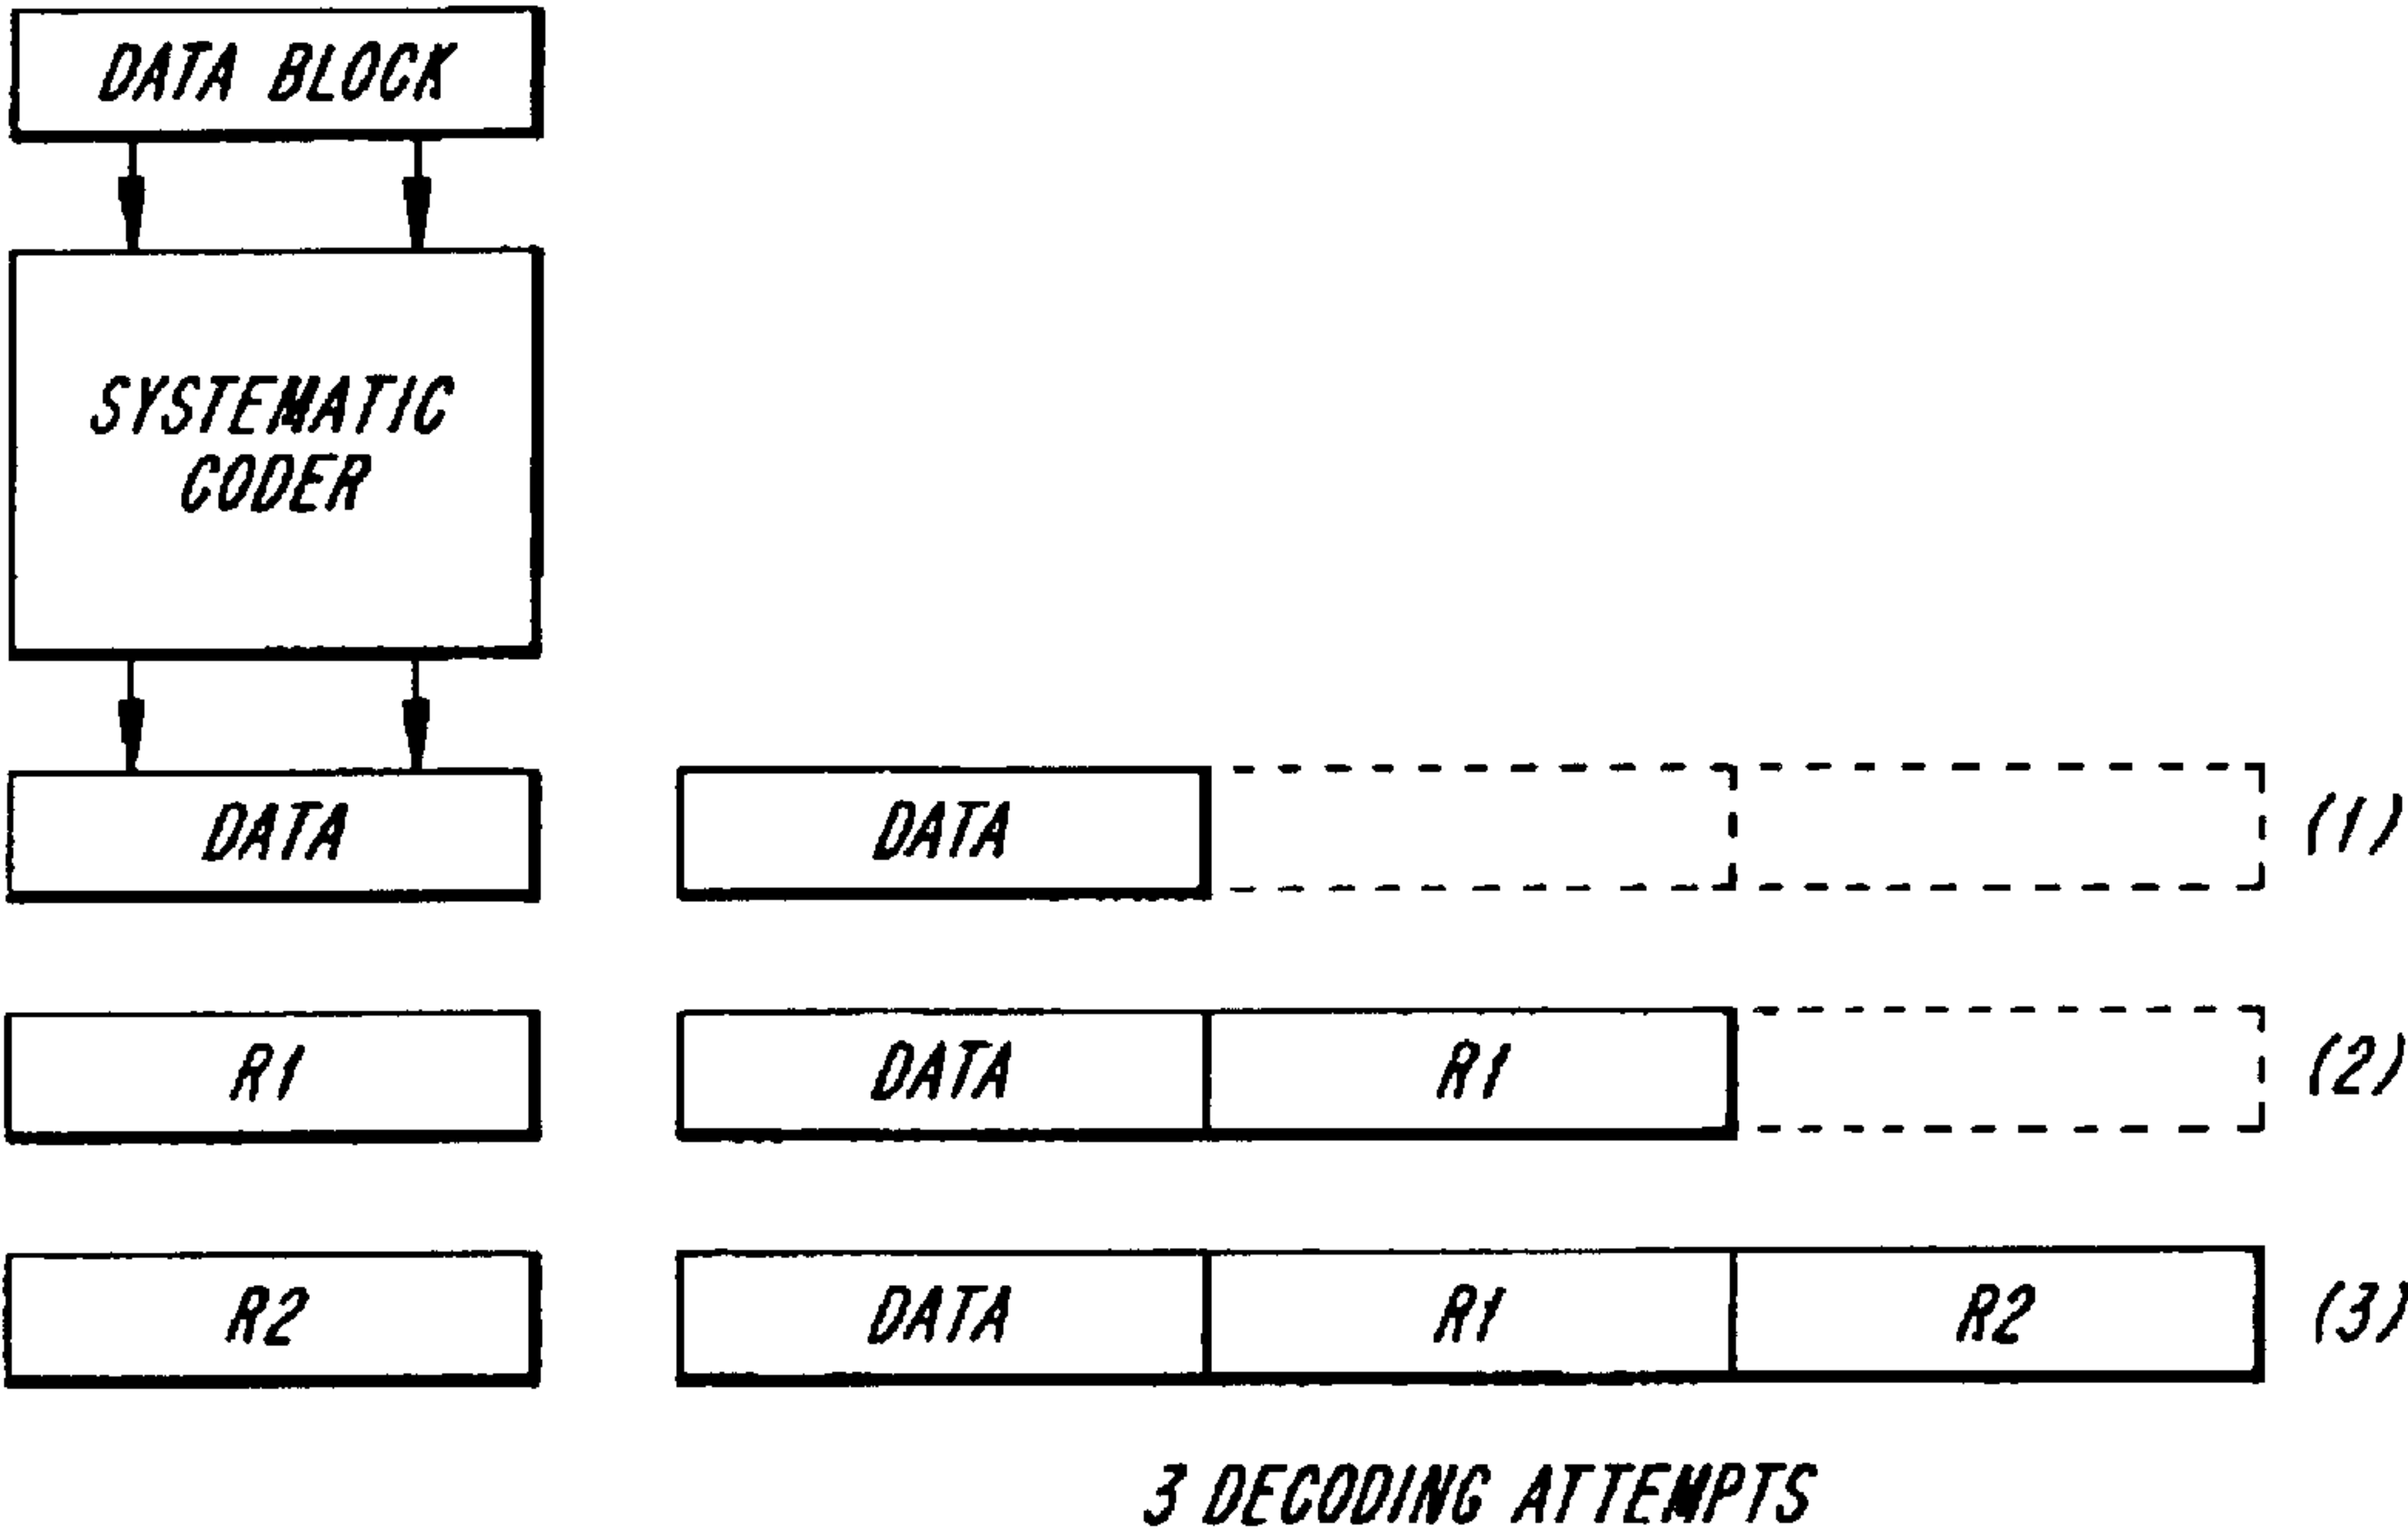 DATA BLOCK
SYSTEMATIC
CODER
DATA DATA (1)
R1 DATA R1 (2)
R2 DATA R1 R2 (3)
3 DECODING ATTEMPTS